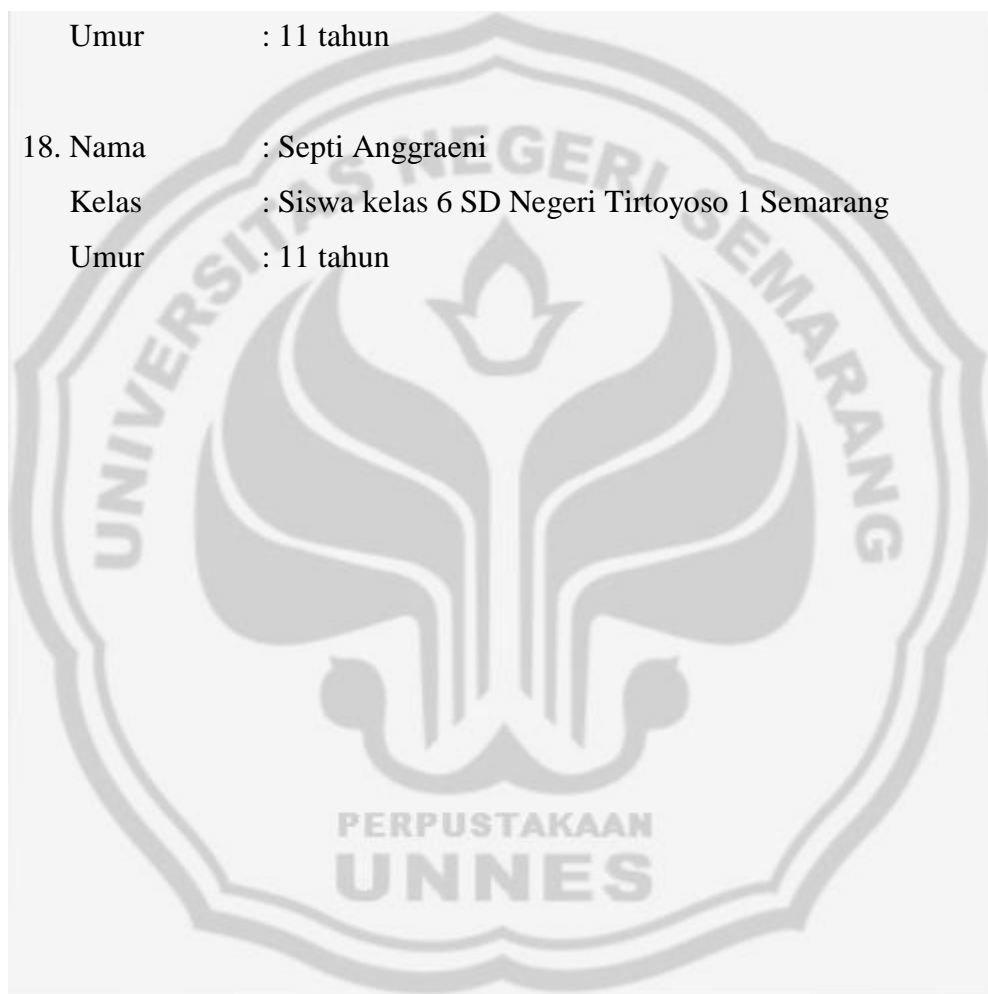 Umur : 11 tahun
18. Nama : Septi Anggraeni
Kelas : Siswa kelas 6 SD Negeri Tirtoyoso 1 Semarang
Umur : 11 tahun
UNIVERSITAS NEGERI SEMARANG
PERPUSTAKAAN
UNNES